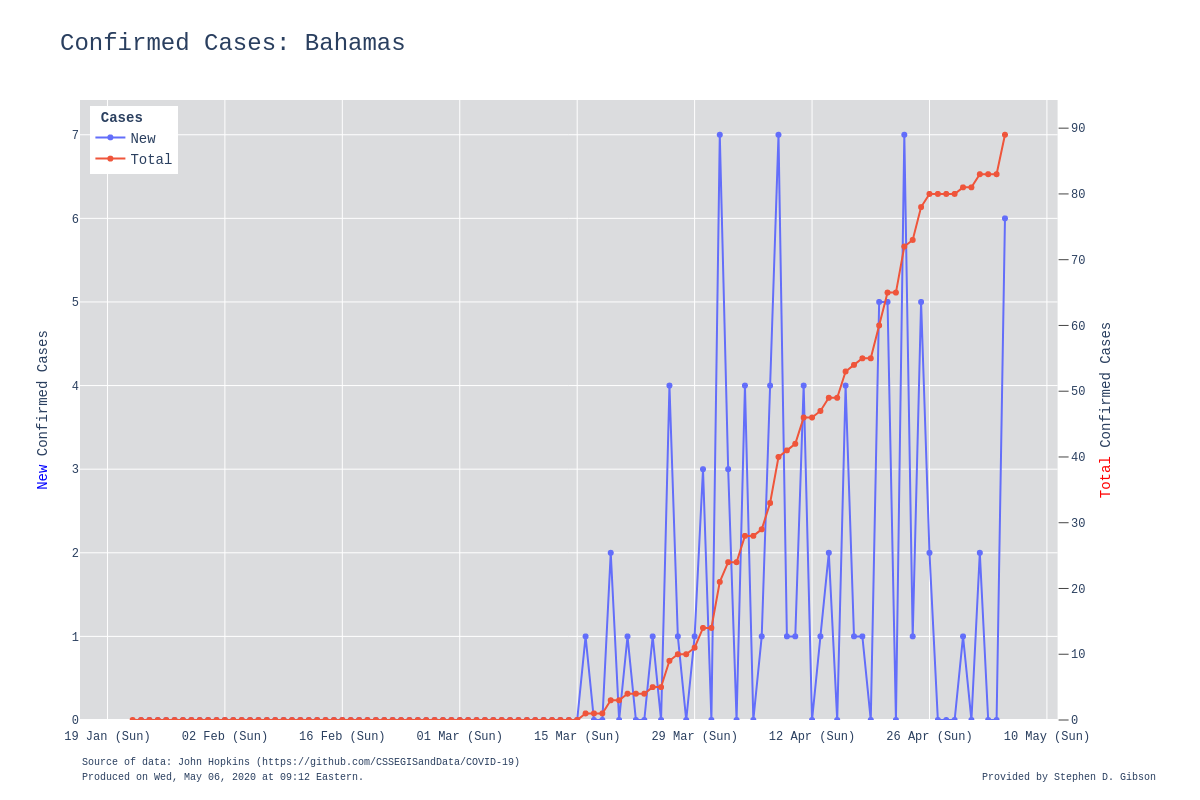 Confirmed Cases: Bahamas
Cases
New
Total
7
6
5
4
3
2
1
0
New Confirmed Cases
90
80
70
60
50
40
30
20
10
0
Total Confirmed Cases
19 Jan (Sun) 02 Feb (Sun) 16 Feb (Sun) 01 Mar (Sun) 15 Mar (Sun) 29 Mar (Sun) 12 Apr (Sun) 26 Apr (Sun) 10 May (Sun)
Source of data: John Hopkins (https://github.com/CSSEGISandData/COVID-19)
Produced on Wed, May 06, 2020 at 09:12 Eastern.
Provided by Stephen D. Gibson